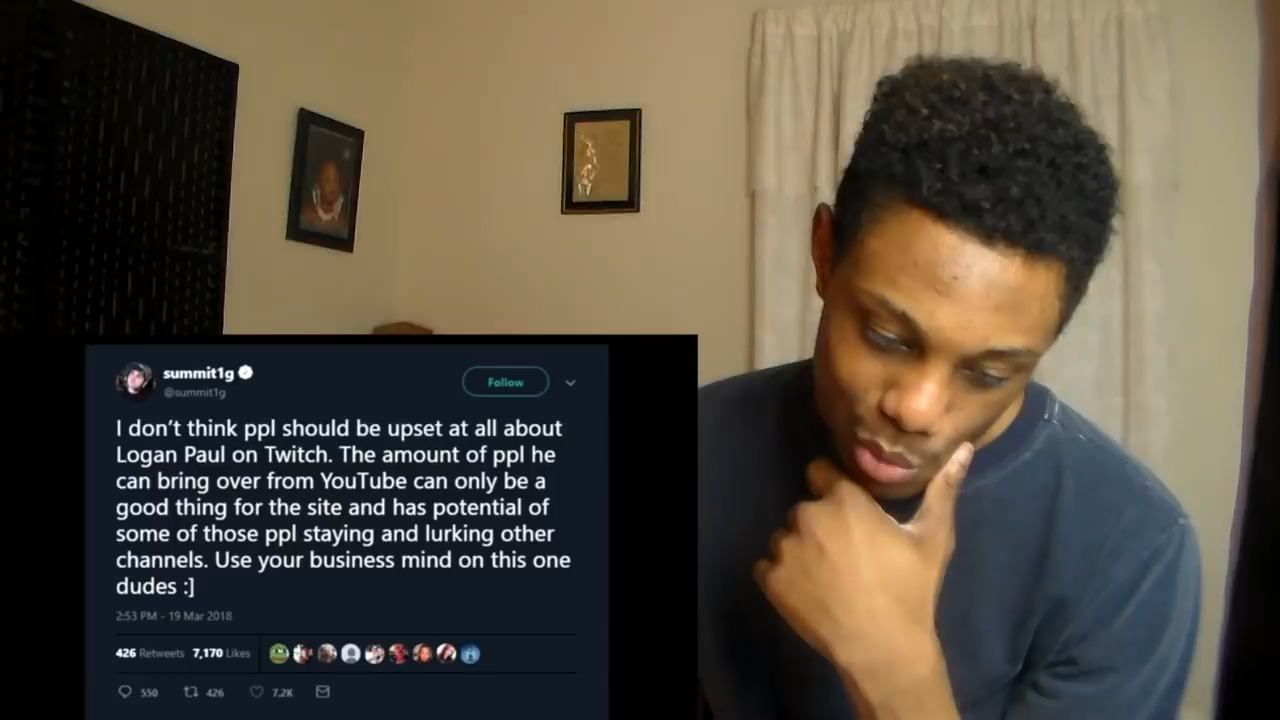 summit1g
Follow
@summit1g
I don't think ppl should be upset at all about
Logan Paul on Twitch. The amount of ppl he
can bring over from YouTube can only be a
good thing for the site and has potential of
some of those ppl staying and lurking other
channels. Use your business mind on this one
dudes :]
2:53 PM - 19 Mar 2018
426 Retweets 7,170 Likes
550 426 7.2K